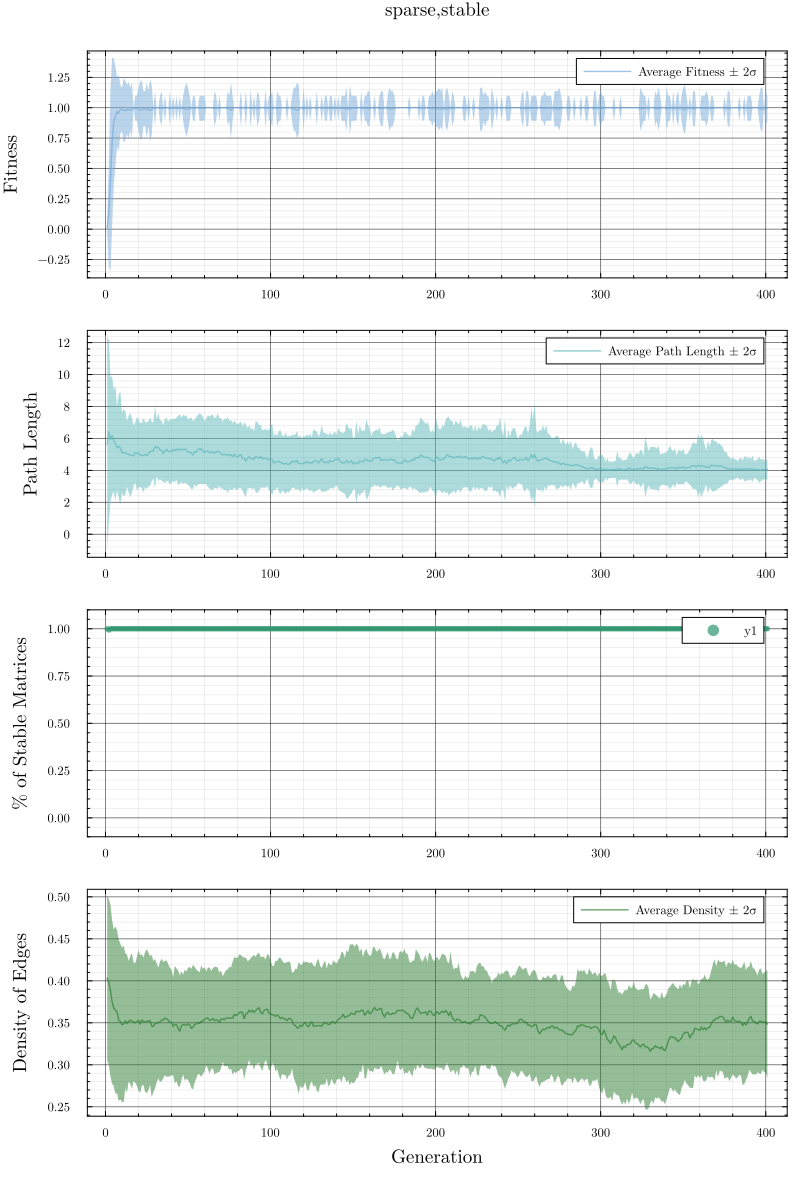 sparse,stable
Average Fitness ± 2σ
Fitness
1.25
1.00
0.75
0.50
0.25
0.00
−0.25
0 100 200 300 400
Average Path Length ± 2σ
Path Length
12
10
8
6
4
2
0
0 100 200 300 400
y1
% of Stable Matrices
1.00
0.75
0.50
0.25
0.00
0 100 200 300 400
Average Density ± 2σ
Density of Edges
0.50
0.45
0.40
0.35
0.30
0.25
0 100 200 300 400
Generation